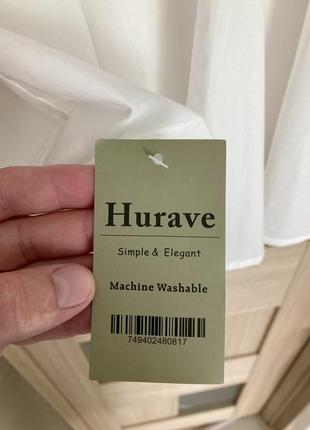 Hurave
Simple & Elegant
Machine Washable
749402480817